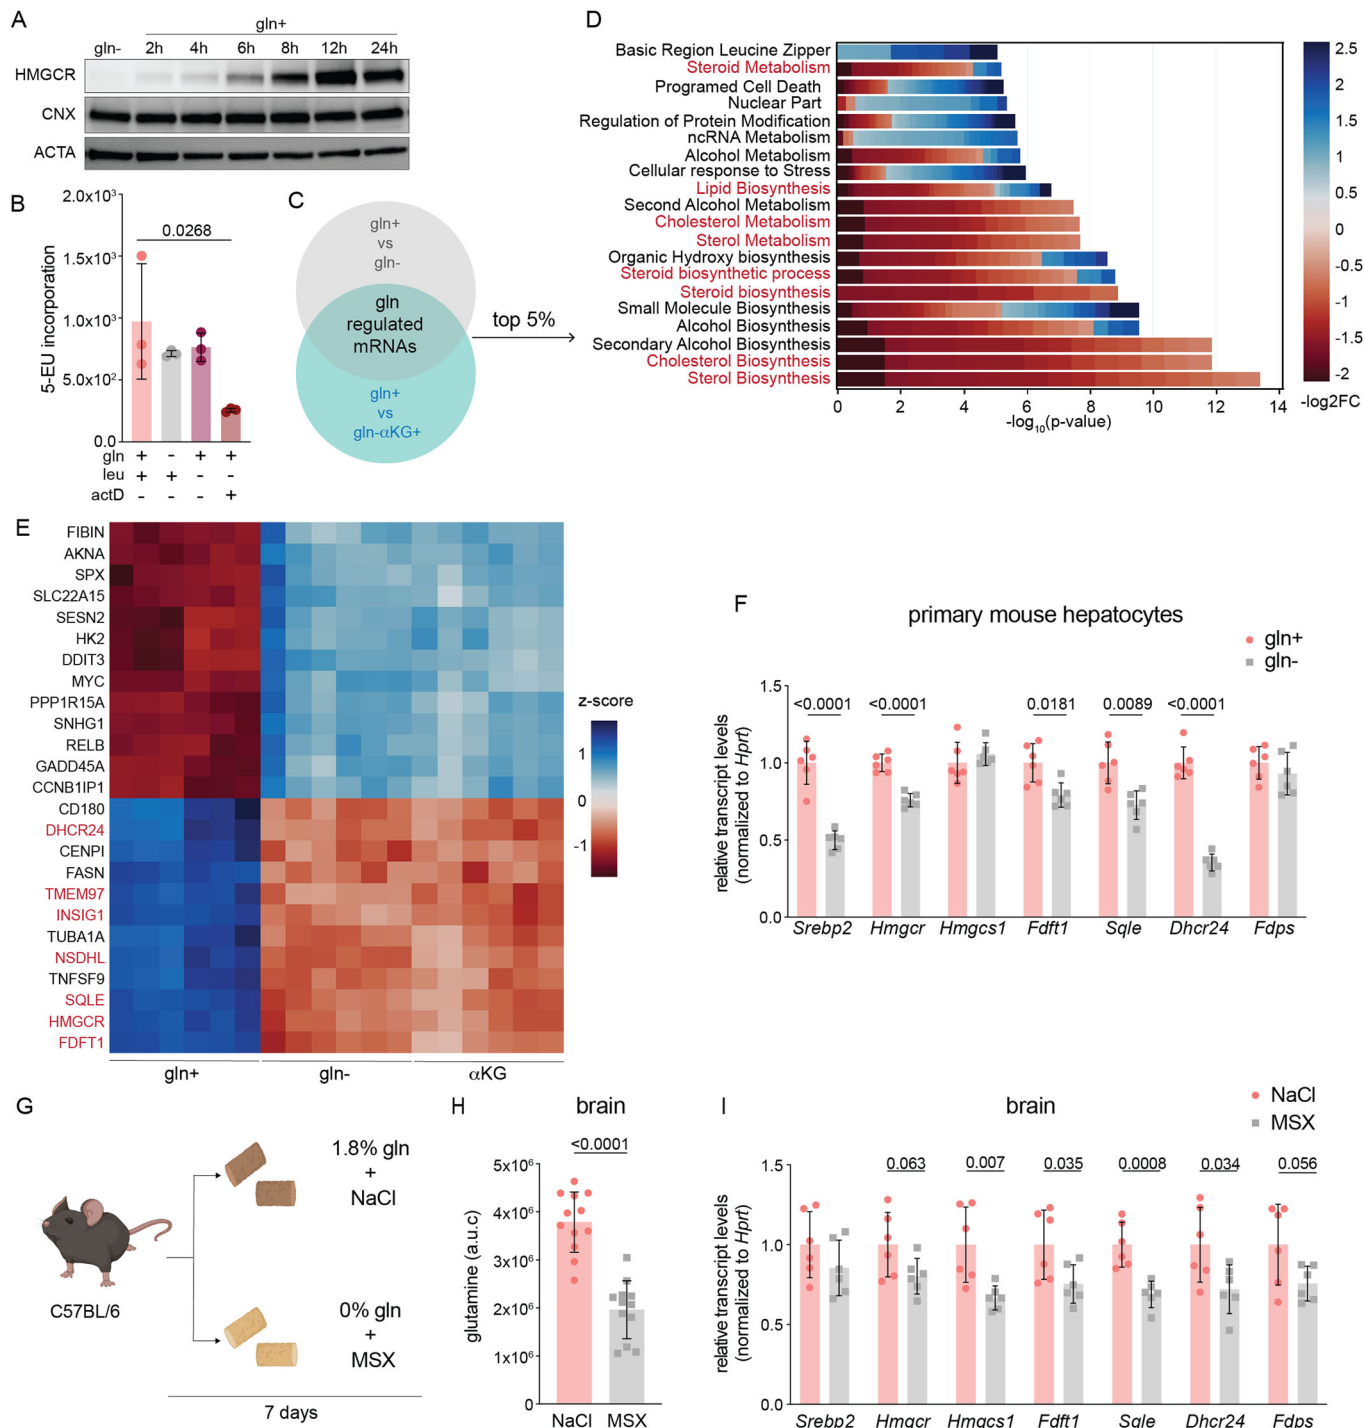 A
gln+
gln- 2h 4h 6h 8h 12h 24h
HMGCR
CNX
ACTA
B
5-EU incorporation
2.0x10³
1.5x10³
1.0x10³
5.0x10²
0.0
0.0268
gln + - + +
leu + + - -
actD - - - +
C
gln+
vs
gln-
gln
regulated
mRNAs
gln+
vs
gln-αKG+
top 5%
D
Basic Region Leucine Zipper
Steroid Metabolism
Programed Cell Death
Nuclear Part
Regulation of Protein Modification
ncRNA Metabolism
Alcohol Metabolism
Cellular response to Stress
Lipid Biosynthesis
Second Alcohol Metabolism
Cholesterol Metabolism
Sterol Metabolism
Organic Hydroxy biosynthesis
Steroid biosynthetic process
Steroid biosynthesis
Small Molecule Biosynthesis
Alcohol Biosynthesis
Secondary Alcohol Biosynthesis
Cholesterol Biosynthesis
Sterol Biosynthesis
0 2 4 6 8 10 12 14
-log₁₀(p-value)
2.5
2
1.5
1
0.5
0
-0.5
-1
-1.5
-2
-log2FC
E
FIBIN
AKNA
SPX
SLC22A15
SESN2
HK2
DDIT3
MYC
PPP1R15A
SNHG1
RELB
GADD45A
CCNB1IP1
CD180
DHCR24
CENPI
FASN
TMEM97
INSIG1
TUBA1A
NSDHL
TNFSF9
SQLE
HMGCR
FDFT1
gln+ gln- αKG
z-score
1
0
-1
F
primary mouse hepatocytes
gln+
gln-
relative transcript levels
(normalized to Hprt)
1.5
1.0
0.5
0.0
<0.0001 <0.0001 0.0181 0.0089 <0.0001
Srebp2 Hmgcr Hmgcs1 Fdft1 Sqle Dhcr24 Fdps
G
C57BL/6
1.8% gln
+
NaCl
0% gln
+
MSX
7 days
H
brain
<0.0001
glutamine (a.u.c)
5x10⁶
4x10⁶
3x10⁶
2x10⁶
1x10⁶
0
NaCl MSX
I
brain
NaCl
MSX
relative transcript levels
(normalized to Hprt)
1.5
1.0
0.5
0.0
0.063 0.007 0.035 0.0008 0.034 0.056
Srebp2 Hmgcr Hmgcs1 Fdft1 Sqle Dhcr24 Fdps